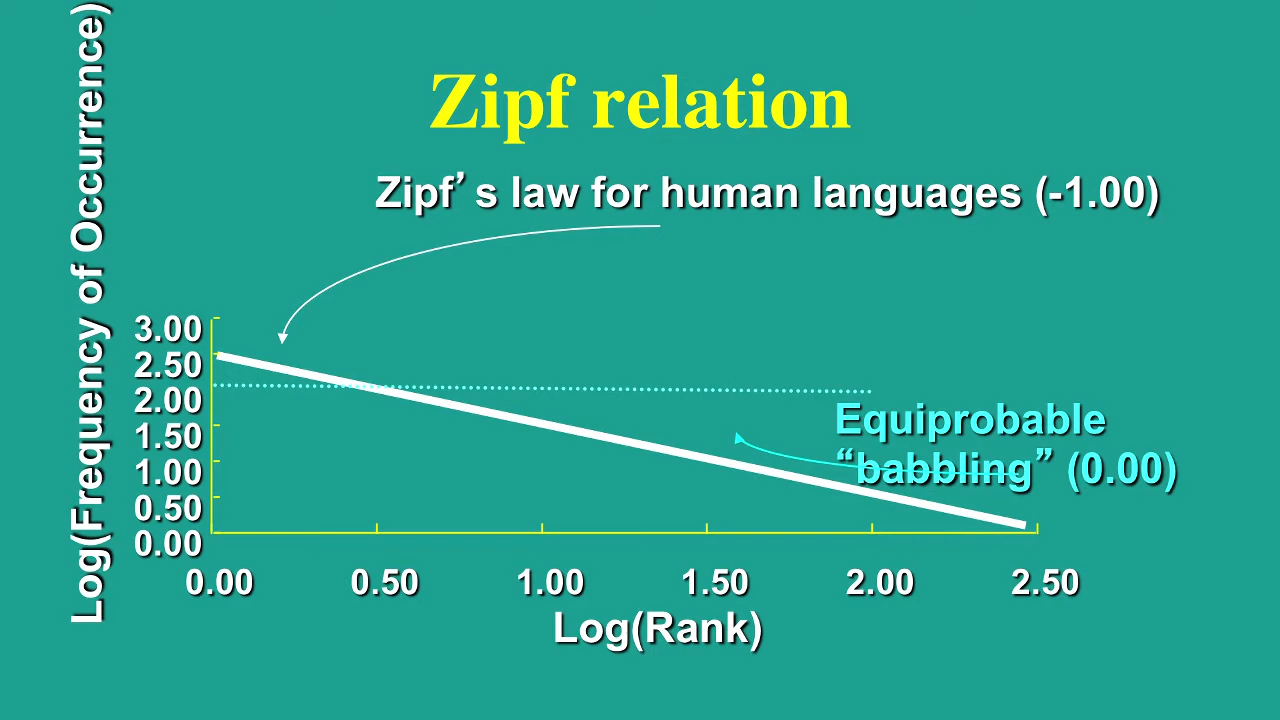 Zipf relation
Zipf’s law for human languages (-1.00)
Log(Frequency of Occurrence)
3.00
2.50
2.00
1.50
1.00
0.50
0.00
Equiprobable
“babbling” (0.00)
0.00 0.50 1.00 1.50 2.00 2.50
Log(Rank)